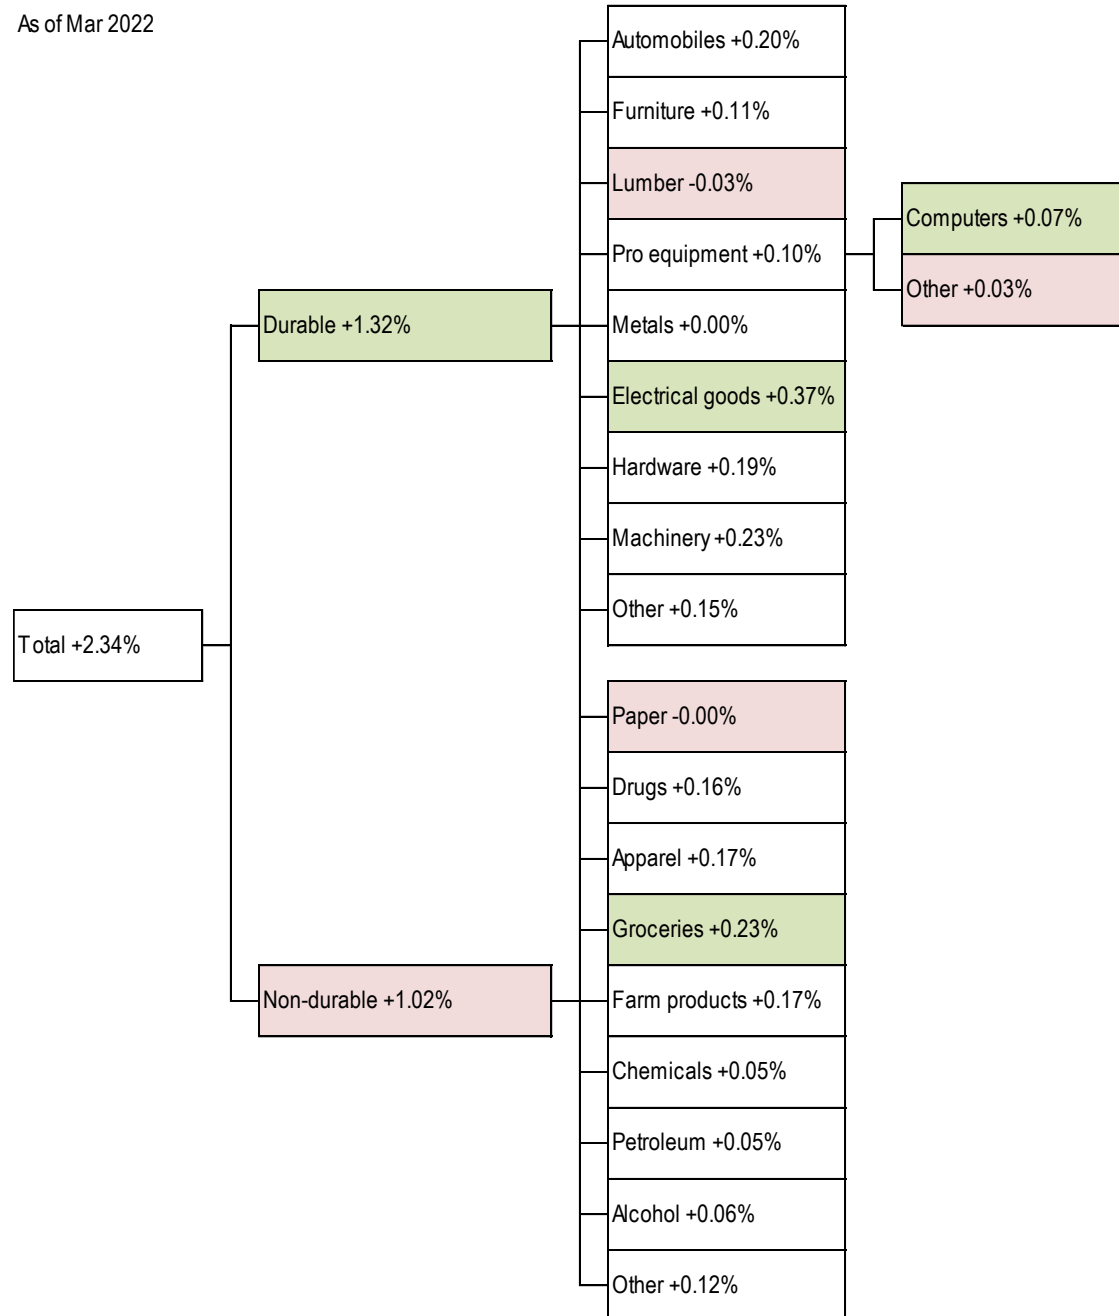 As of Mar 2022
Automobiles +0.20%
Furniture +0.11%
Lumber -0.03%
Computers +0.07%
Pro equipment +0.10%
Other +0.03%
Durable +1.32%
Metals +0.00%
Electrical goods +0.37%
Hardware +0.19%
Machinery +0.23%
Other +0.15%
Total +2.34%
Paper -0.00%
Drugs +0.16%
Apparel +0.17%
Groceries +0.23%
Non-durable +1.02%
Farm products +0.17%
Chemicals +0.05%
Petroleum +0.05%
Alcohol +0.06%
Other +0.12%